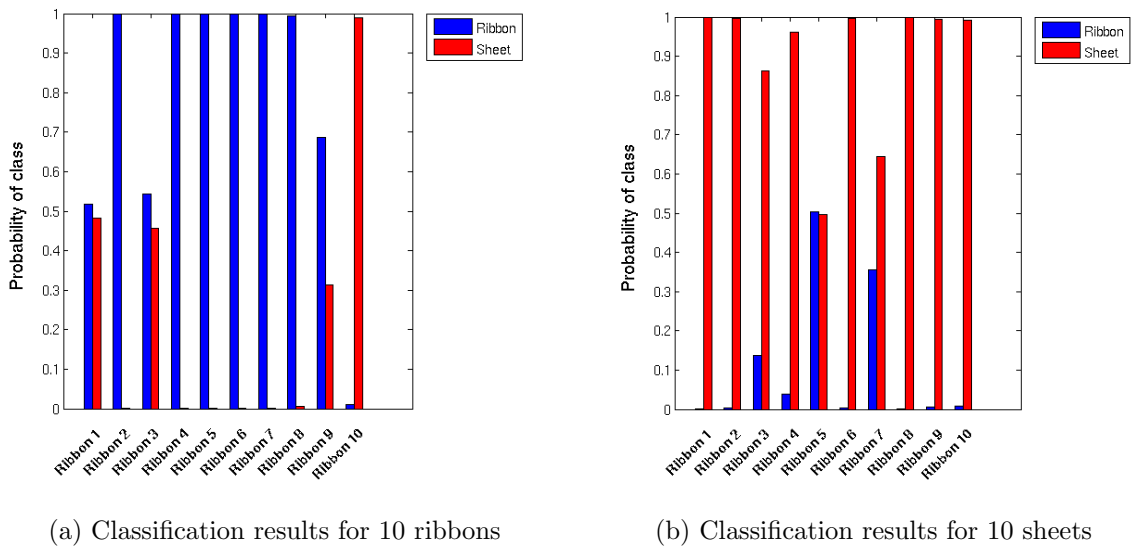 1
0.9
0.8
0.7
0.6
0.5
0.4
0.3
0.2
0.1
0
Probability of class
Ribbon 1
Ribbon 2
Ribbon 3
Ribbon 4
Ribbon 5
Ribbon 6
Ribbon 7
Ribbon 8
Ribbon 9
Ribbon 10
Ribbon
Sheet
(a) Classification results for 10 ribbons
1
0.9
0.8
0.7
0.6
0.5
0.4
0.3
0.2
0.1
0
Probability of class
Ribbon 1
Ribbon 2
Ribbon 3
Ribbon 4
Ribbon 5
Ribbon 6
Ribbon 7
Ribbon 8
Ribbon 9
Ribbon 10
Ribbon
Sheet
(b) Classification results for 10 sheets